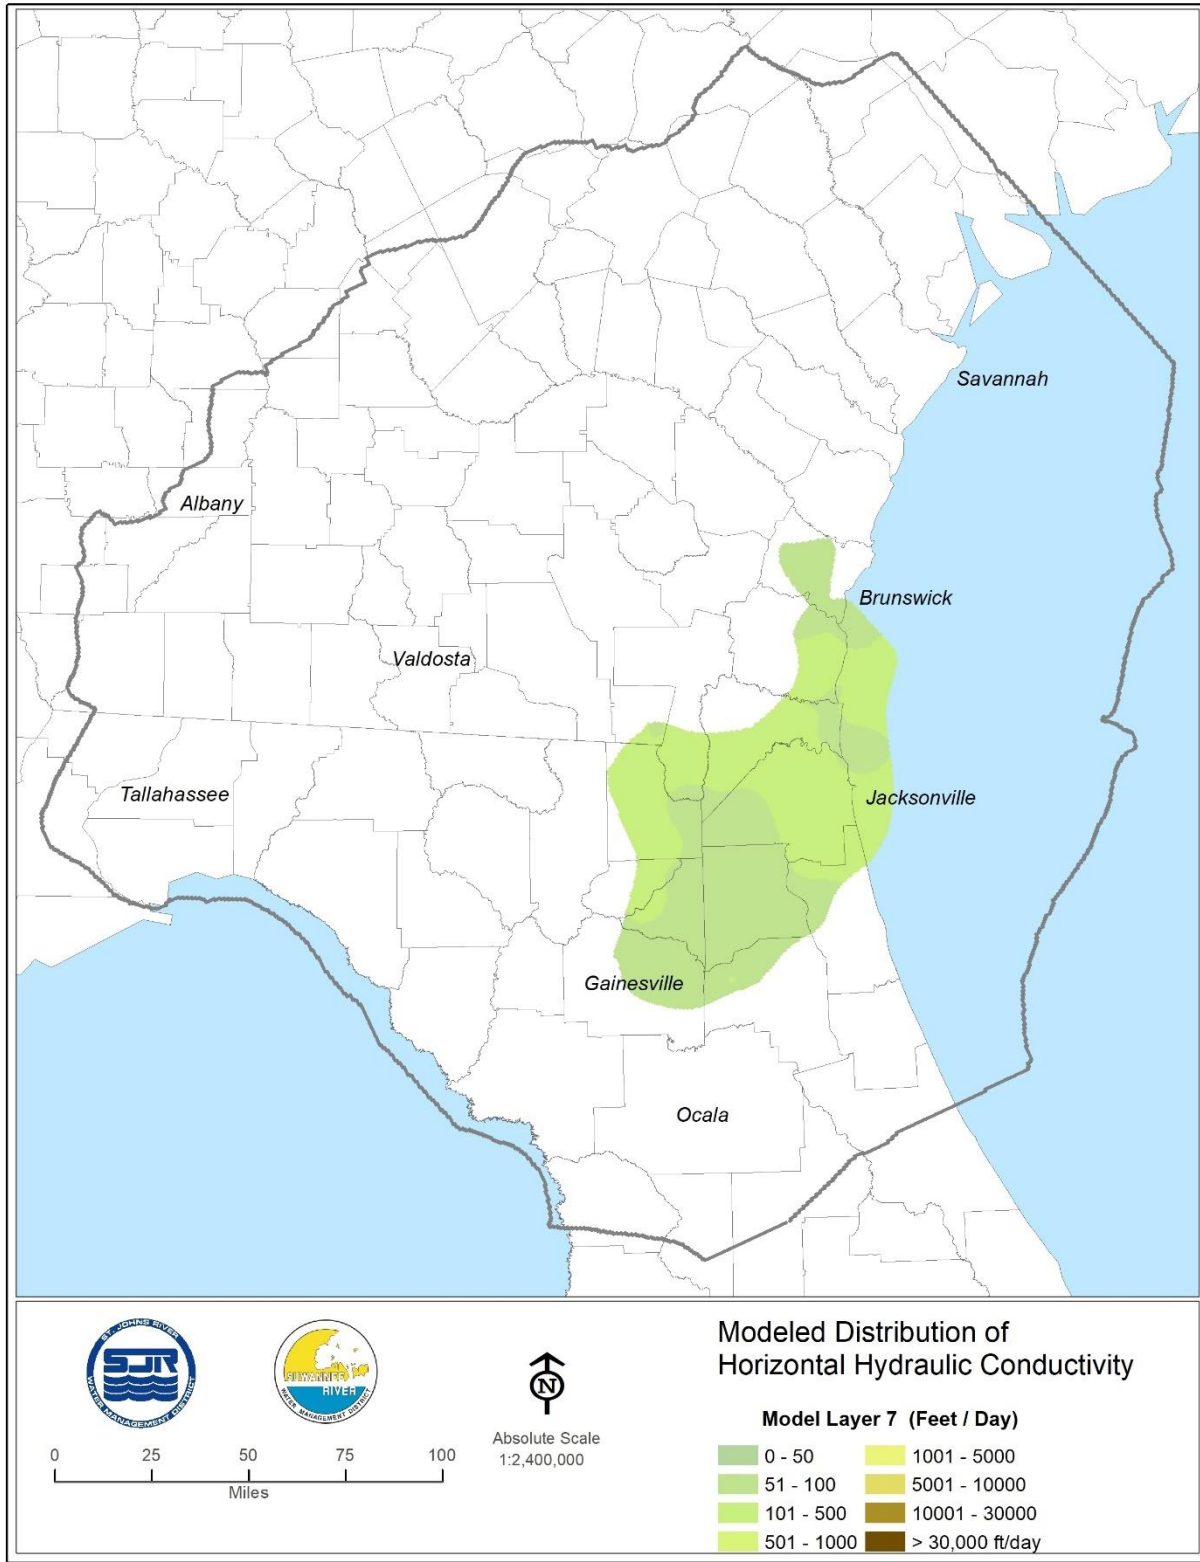 Savannah
Albany
Brunswick
Valdosta
Tallahassee
Jacksonville
Gainesville
Ocala
ST. JOHNS RIVER
SJR
WATER MANAGEMENT DISTRICT
SUWANNEE
RIVER
WATER MANAGEMENT DISTRICT
N
Absolute Scale
1:2,400,000
0 25 50 75 100
Miles
Modeled Distribution of
Horizontal Hydraulic Conductivity
Model Layer 7 (Feet / Day)
0 - 50 1001 - 5000
51 - 100 5001 - 10000
101 - 500 10001 - 30000
501 - 1000 > 30,000 ft/day